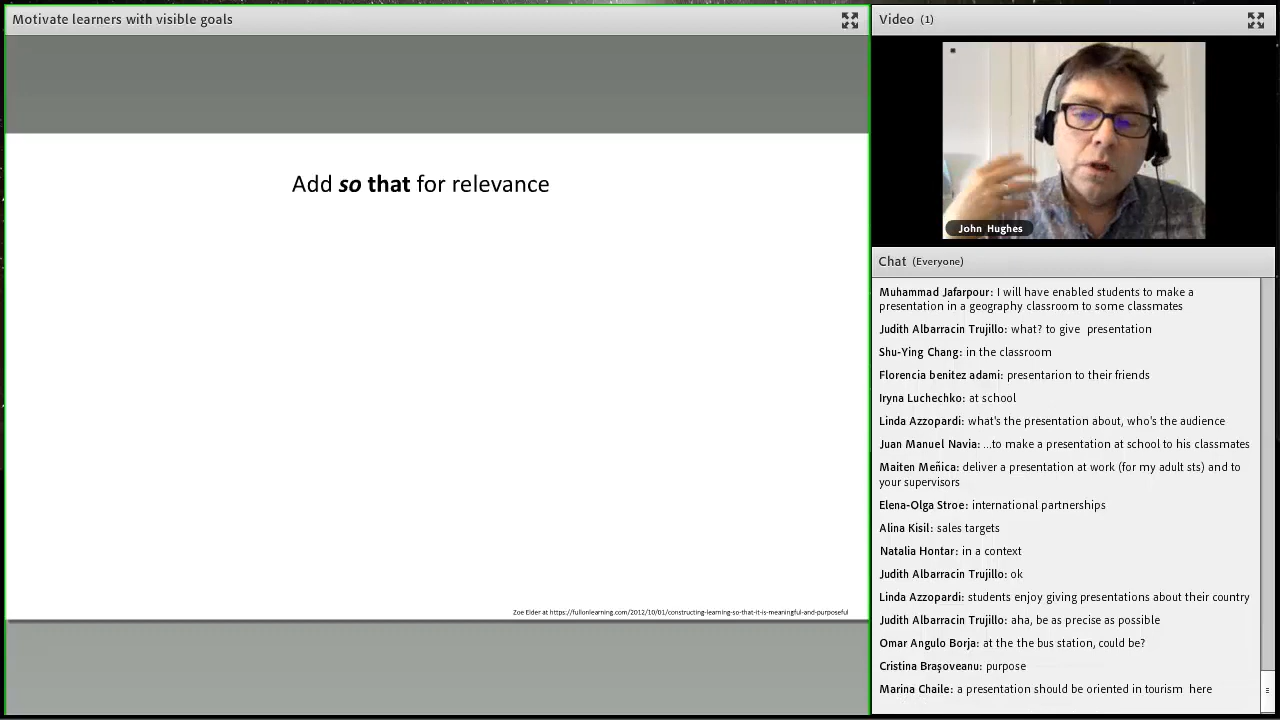 Motivate learners with visible goals
Add so that for relevance
Zoe Elder at https://fullonlearning.com/2012/10/01/constructing-learning-so-that-it-is-meaningful-and-purposeful
Video (1)
John Hughes
Chat (Everyone)
Muhammad Jafarpour: I will have enabled students to make a
presentation in a geography classroom to some classmates
Judith Albarracin Trujillo: what? to give presentation
Shu-Ying Chang: in the classroom
Florencia benitez adami: presentarion to their friends
Iryna Luchechko: at school
Linda Azzopardi: what's the presentation about, who's the audience
Juan Manuel Navia: ...to make a presentation at school to his classmates
Maiten Meñica: deliver a presentation at work (for my adult sts) and to
your supervisors
Elena-Olga Stroe: international partnerships
Alina Kisil: sales targets
Natalia Hontar: in a context
Judith Albarracin Trujillo: ok
Linda Azzopardi: students enjoy giving presentations about their country
Judith Albarracin Trujillo: aha, be as precise as possible
Omar Angulo Borja: at the the bus station, could be?
Cristina Brașoveanu: purpose
Marina Chaile: a presentation should be oriented in tourism here